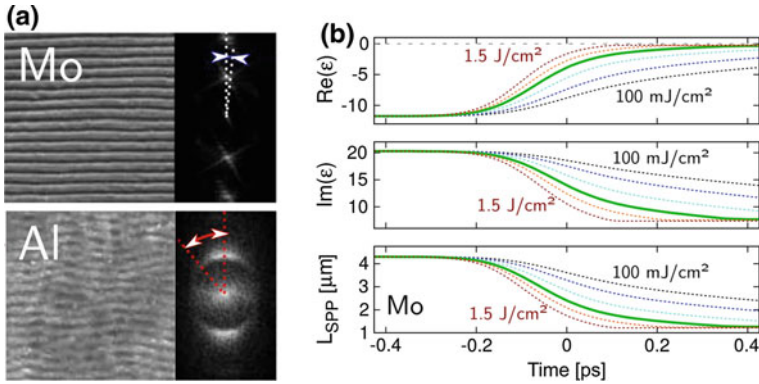 (a)
Mo
Al
(b)
Re(ε)
0
-5
-10
1.5 J/cm²
100 mJ/cm²
Im(ε)
20
15
10
100 mJ/cm²
1.5 J/cm²
L_SPP [μm]
4
3
2
1
100 mJ/cm²
Mo
1.5 J/cm²
-0.4
-0.2
0
0.2
0.4
Time [ps]